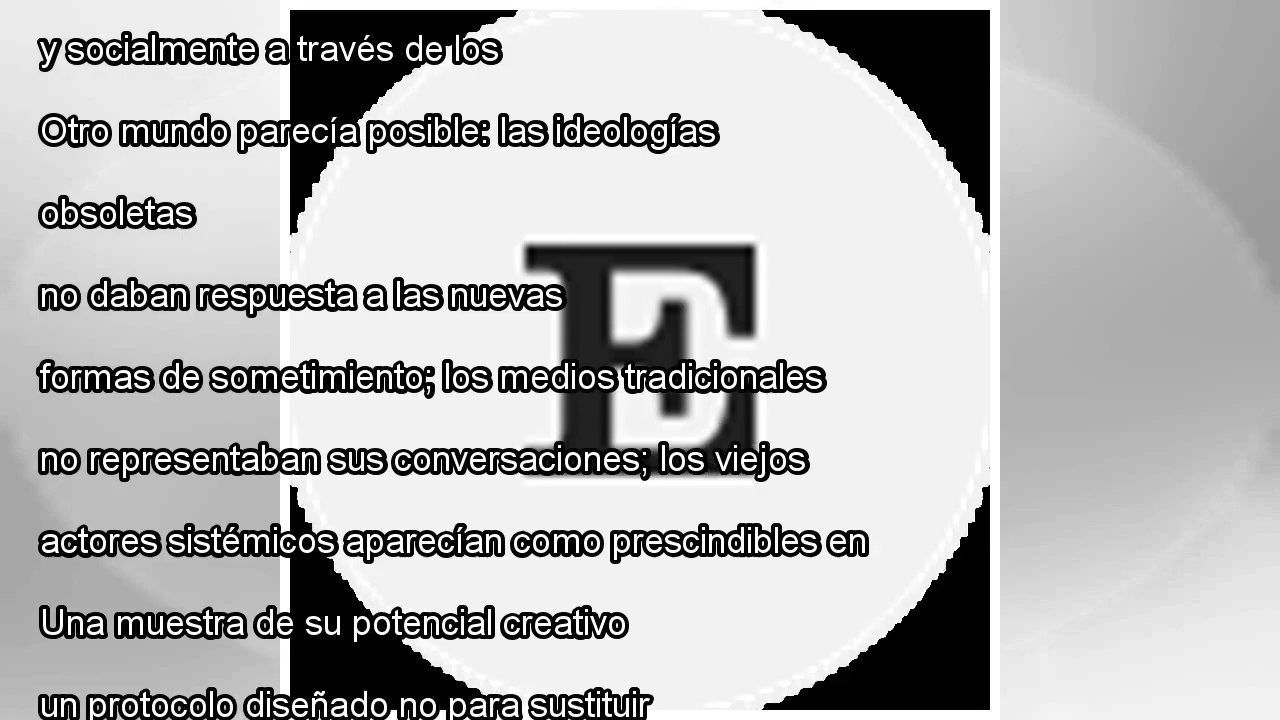 y socialmente a través de los
Otro mundo parecía posible: las ideologías
obsoletas
no daban respuesta a las nuevas
E
formas de sometimiento; los medios tradicionales
no representaban sus conversaciones; los viejos
actores sistémicos aparecían como prescindibles en
Una muestra de su potencial creativo
un protocolo diseñado no para sustituir